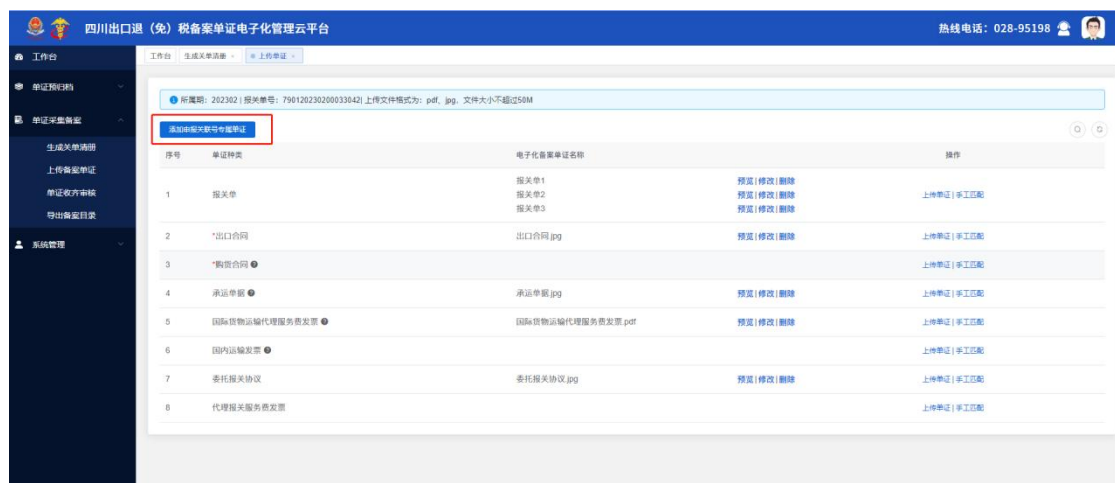 四川出口退（免）税备案单证电子化管理云平台
热线电话：028-95198
工作台
单证预归档
单证采集备案
生成关单清册
上传备案单证
单证收齐审核
导出备案目录
系统管理
工作台 生成关单清册 × 上传单证 ×
所属期：202302 | 报关单号：790120230200033042| 上传文件格式为：pdf，jpg。文件大小不超过50M
添加申报关联号专属单证
序号 单证种类 电子化备案单证名称 操作
1 报关单 报关单1 预览 | 修改 | 删除 上传单证 | 手工匹配
报关单2 预览 | 修改 | 删除
报关单3 预览 | 修改 | 删除
2 *出口合同 出口合同.jpg 预览 | 修改 | 删除 上传单证 | 手工匹配
3 *购货合同 上传单证 | 手工匹配
4 承运单据 承运单据.jpg 预览 | 修改 | 删除 上传单证 | 手工匹配
5 国际货物运输代理服务费发票 国际货物运输代理服务费发票.pdf 预览 | 修改 | 删除 上传单证 | 手工匹配
6 国内运输发票 上传单证 | 手工匹配
7 委托报关协议 委托报关协议.jpg 预览 | 修改 | 删除 上传单证 | 手工匹配
8 代理报关服务费发票 上传单证 | 手工匹配